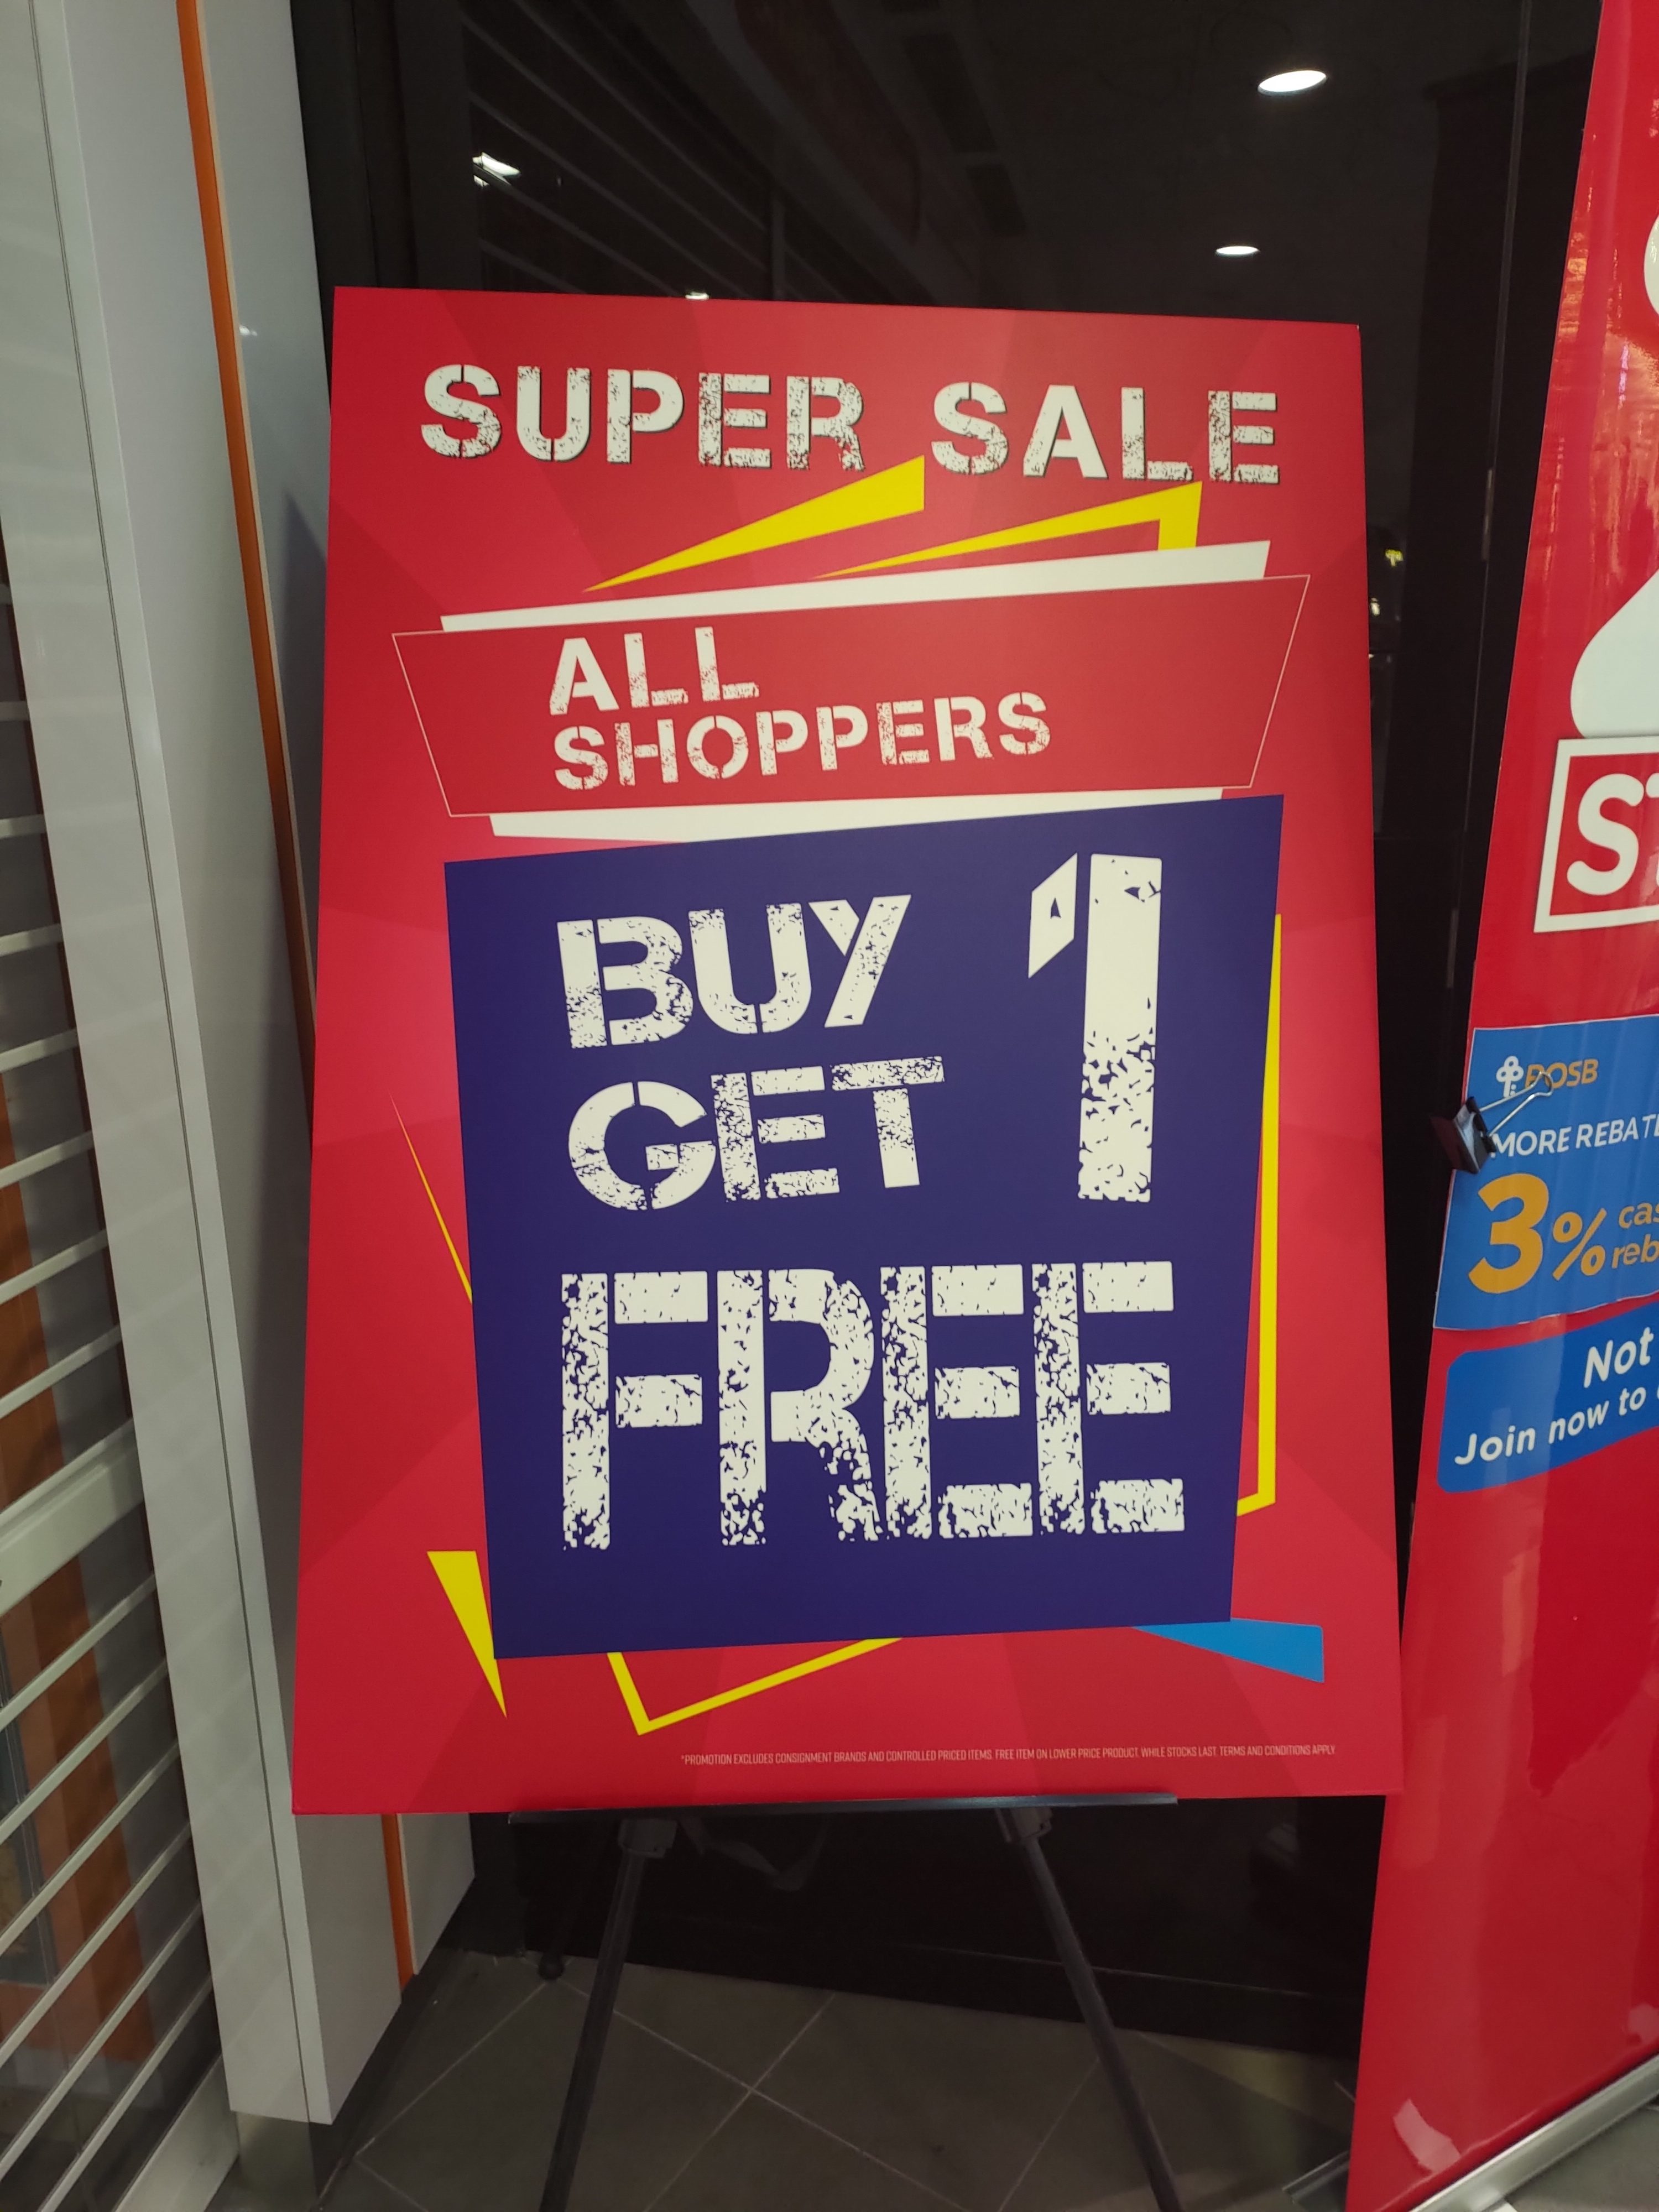 SUPER SALE
ALL
SHOPPERS
BUY 1
GET
FREE
*PROMOTION EXCLUDES CONSIGNMENT BRANDS AND CONTROLLED PRICED ITEMS. FREE ITEM ON LOWER PRICE PRODUCT. WHILE STOCKS LAST. TERMS AND CONDITIONS APPLY
POSB
MORE
3%
Not
Join now to